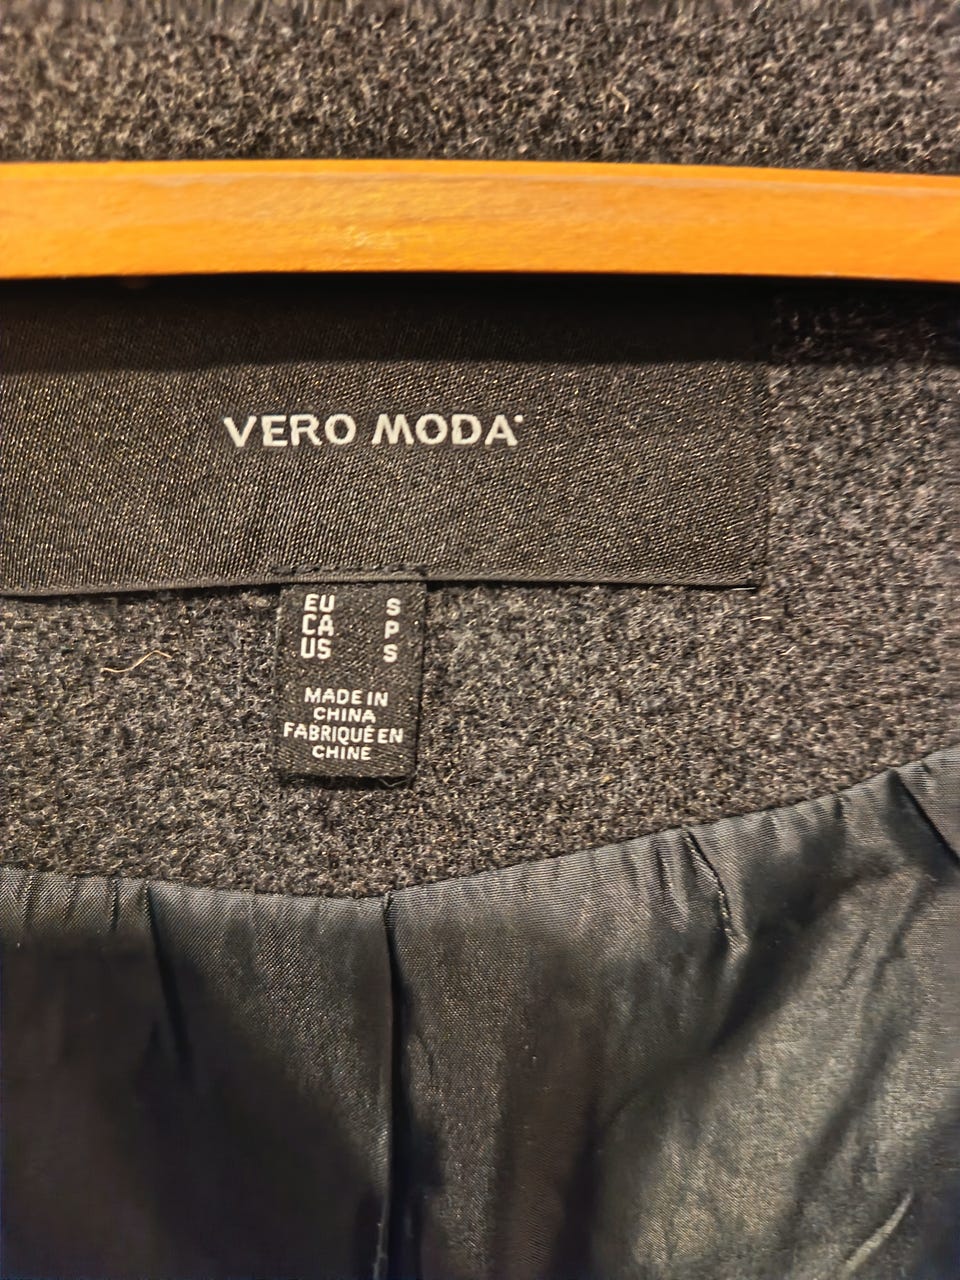 VERO MODA
EU S
CA P
US S
MADE IN
CHINA
FABRIQUÉ EN
CHINE